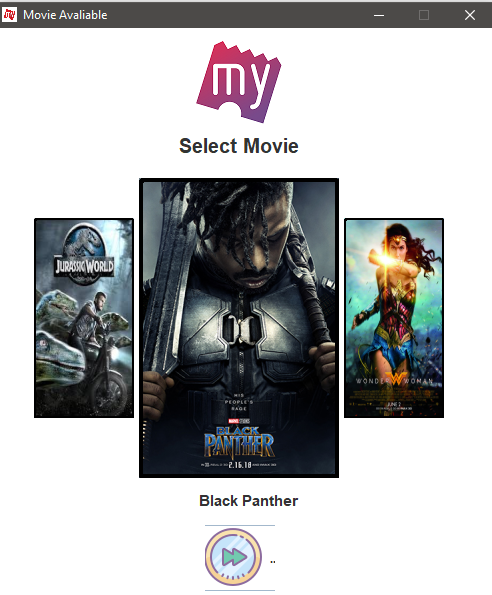 Movie Avaliable
my
Select Movie
JURASSIC WORLD
HIS
PEOPLE'S
RAGE
MARVEL STUDIOS
BLACK
PANTHER
2.16.18
WONDER WOMAN
JUNE 2
Black Panther
..